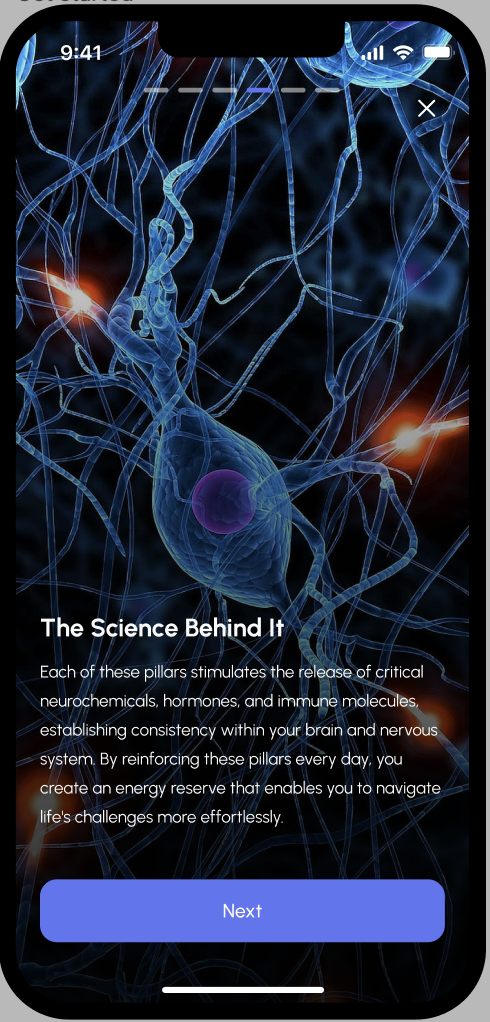 9:41
The Science Behind It
Each of these pillars stimulates the release of critical
neurochemicals, hormones, and immune molecules,
establishing consistency within your brain and nervous
system. By reinforcing these pillars every day, you
create an energy reserve that enables you to navigate
life's challenges more effortlessly.
Next